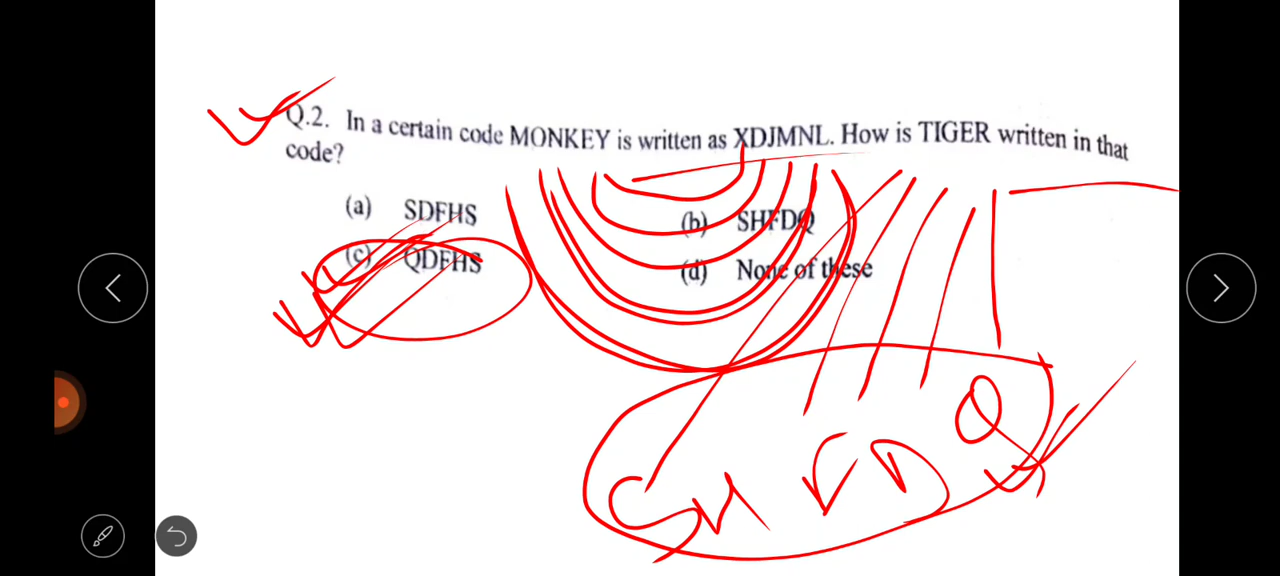 Q.2. In a certain code MONKEY is written as XDJMNL. How is TIGER written in that
code?
(a) SDFHS
(b) SHFDQ
(c) QDFHS
(d) None of these
S H F D Q